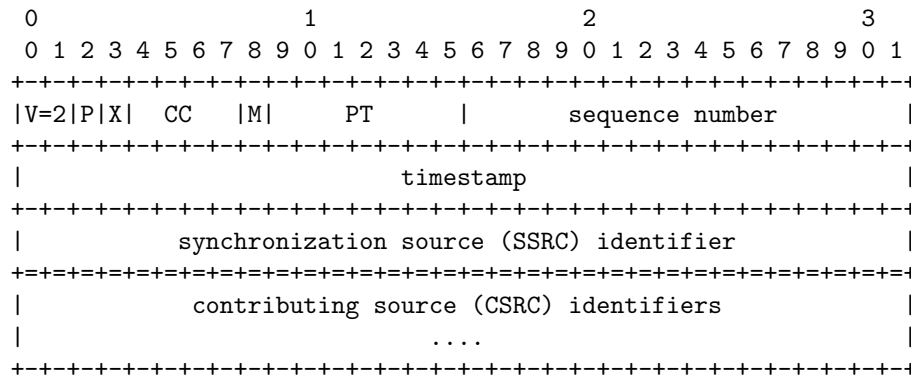 0                   1                   2                   3
0 1 2 3 4 5 6 7 8 9 0 1 2 3 4 5 6 7 8 9 0 1 2 3 4 5 6 7 8 9 0 1
+-+-+-+-+-+-+-+-+-+-+-+-+-+-+-+-+-+-+-+-+-+-+-+-+-+-+-+-+-+-+-+-+
|V=2|P|X|  CC   |M|     PT      |       sequence number         |
+-+-+-+-+-+-+-+-+-+-+-+-+-+-+-+-+-+-+-+-+-+-+-+-+-+-+-+-+-+-+-+-+
|                           timestamp                           |
+-+-+-+-+-+-+-+-+-+-+-+-+-+-+-+-+-+-+-+-+-+-+-+-+-+-+-+-+-+-+-+-+
|           synchronization source (SSRC) identifier            |
+=+=+=+=+=+=+=+=+=+=+=+=+=+=+=+=+=+=+=+=+=+=+=+=+=+=+=+=+=+=+=+=+
|            contributing source (CSRC) identifiers             |
|                             ....                              |
+-+-+-+-+-+-+-+-+-+-+-+-+-+-+-+-+-+-+-+-+-+-+-+-+-+-+-+-+-+-+-+-+